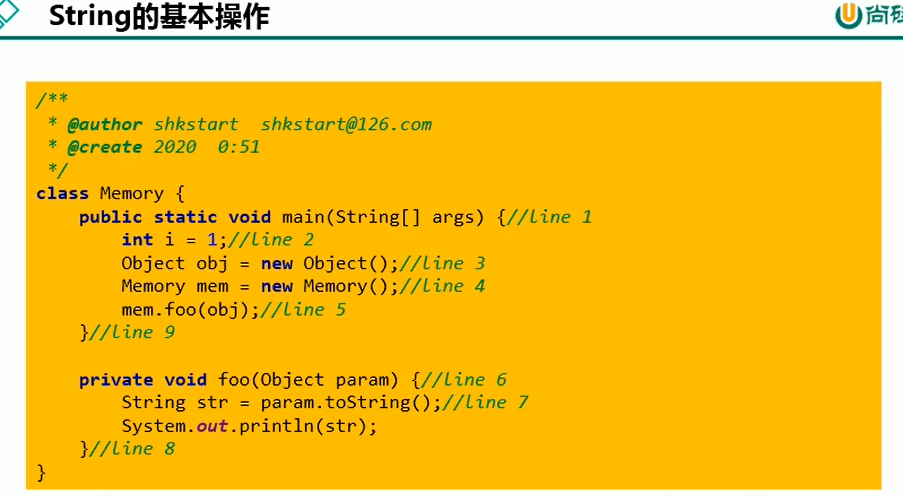 String的基本操作
尚
/**
 * @author shkstart  shkstart@126.com
 * @create 2020  0:51
 */
class Memory {
    public static void main(String[] args) {//line 1
        int i = 1;//line 2
        Object obj = new Object();//line 3
        Memory mem = new Memory();//line 4
        mem.foo(obj);//line 5
    }//line 9
    private void foo(Object param) {//line 6
        String str = param.toString();//line 7
        System.out.println(str);
    }//line 8
}